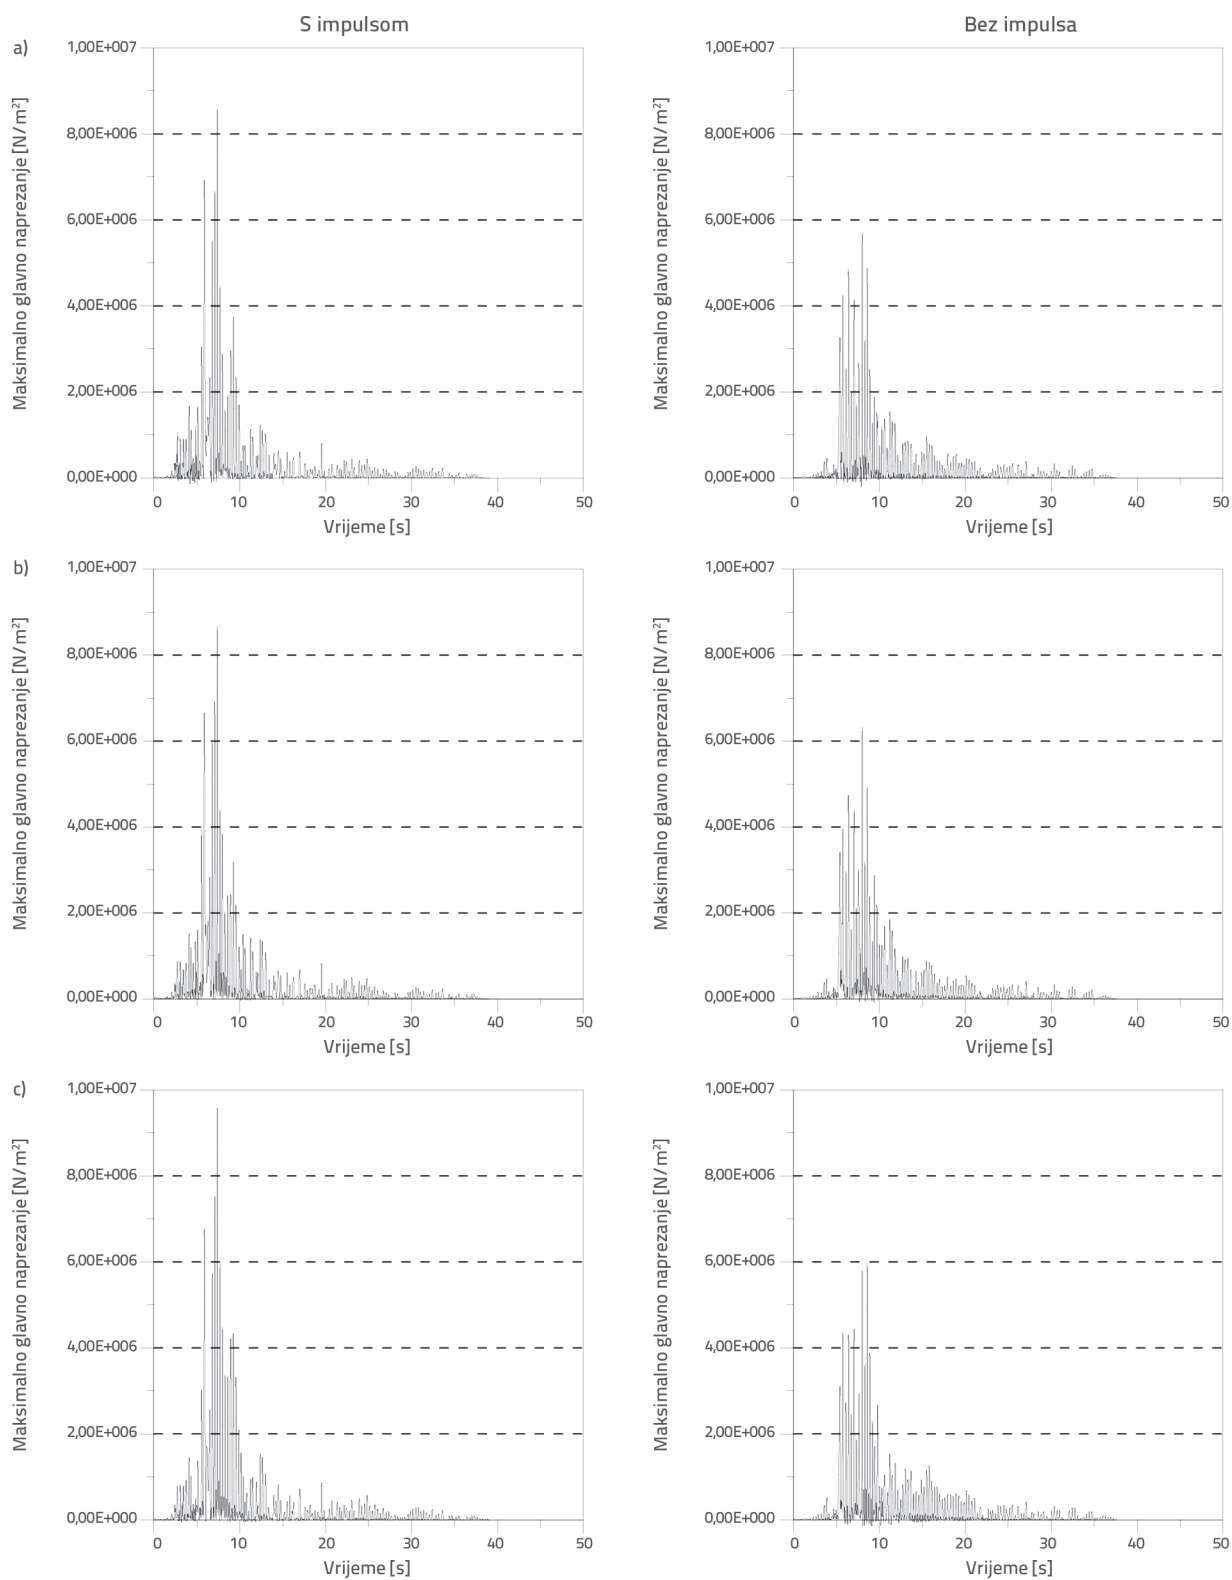 S impulsom
Bez impulsa
a)
Maksimalno glavno naprezanje [N/m²]
1,00E+007
8,00E+006
6,00E+006
4,00E+006
2,00E+006
0,00E+000
0 10 20 30 40 50
Vrijeme [s]
Maksimalno glavno naprezanje [N/m²]
1,00E+007
8,00E+006
6,00E+006
4,00E+006
2,00E+006
0,00E+000
0 10 20 30 40 50
Vrijeme [s]
b)
Maksimalno glavno naprezanje [N/m²]
1,00E+007
8,00E+006
6,00E+006
4,00E+006
2,00E+006
0,00E+000
0 10 20 30 40 50
Vrijeme [s]
Maksimalno glavno naprezanje [N/m²]
1,00E+007
8,00E+006
6,00E+006
4,00E+006
2,00E+006
0,00E+000
0 10 20 30 40 50
Vrijeme [s]
c)
Maksimalno glavno naprezanje [N/m²]
1,00E+007
8,00E+006
6,00E+006
4,00E+006
2,00E+006
0,00E+000
0 10 20 30 40 50
Vrijeme [s]
Maksimalno glavno naprezanje [N/m²]
1,00E+007
8,00E+006
6,00E+006
4,00E+006
2,00E+006
0,00E+000
0 10 20 30 40 50
Vrijeme [s]